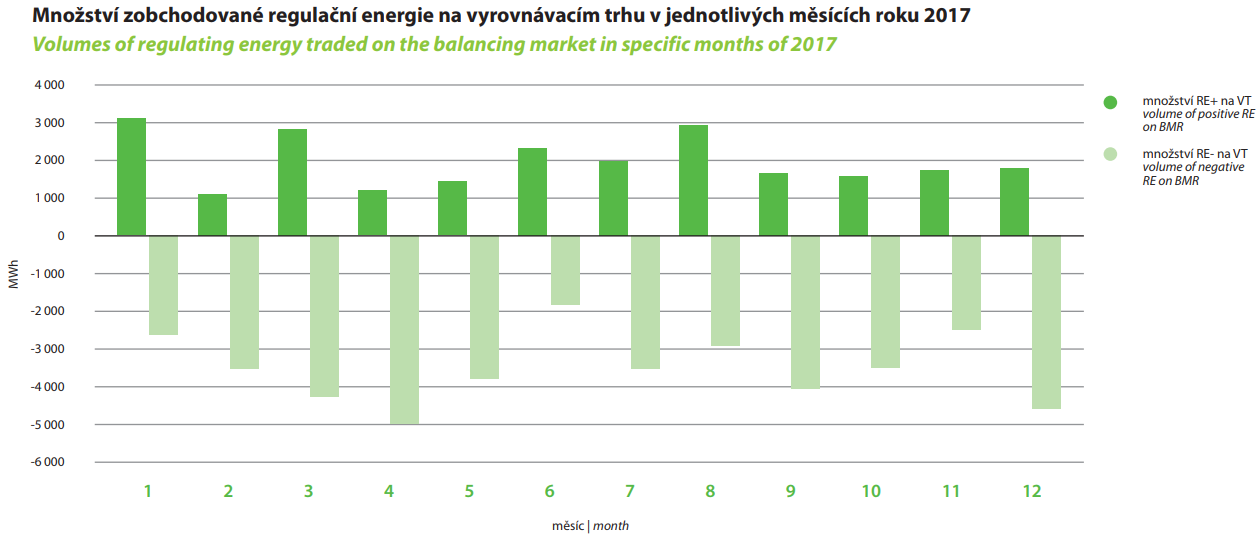 Množství zobchodované regulační energie na vyrovnávacím trhu v jednotlivých měsících roku 2017
Volumes of regulating energy traded on the balancing market in specific months of 2017
4 000
3 000
2 000
1 000
0
-1 000
-2 000
-3 000
-4 000
-5 000
-6 000
MWh
1 2 3 4 5 6 7 8 9 10 11 12
měsíc | month
množství RE+ na VT
volume of positive RE
on BMR
množství RE- na VT
volume of negative
RE on BMR